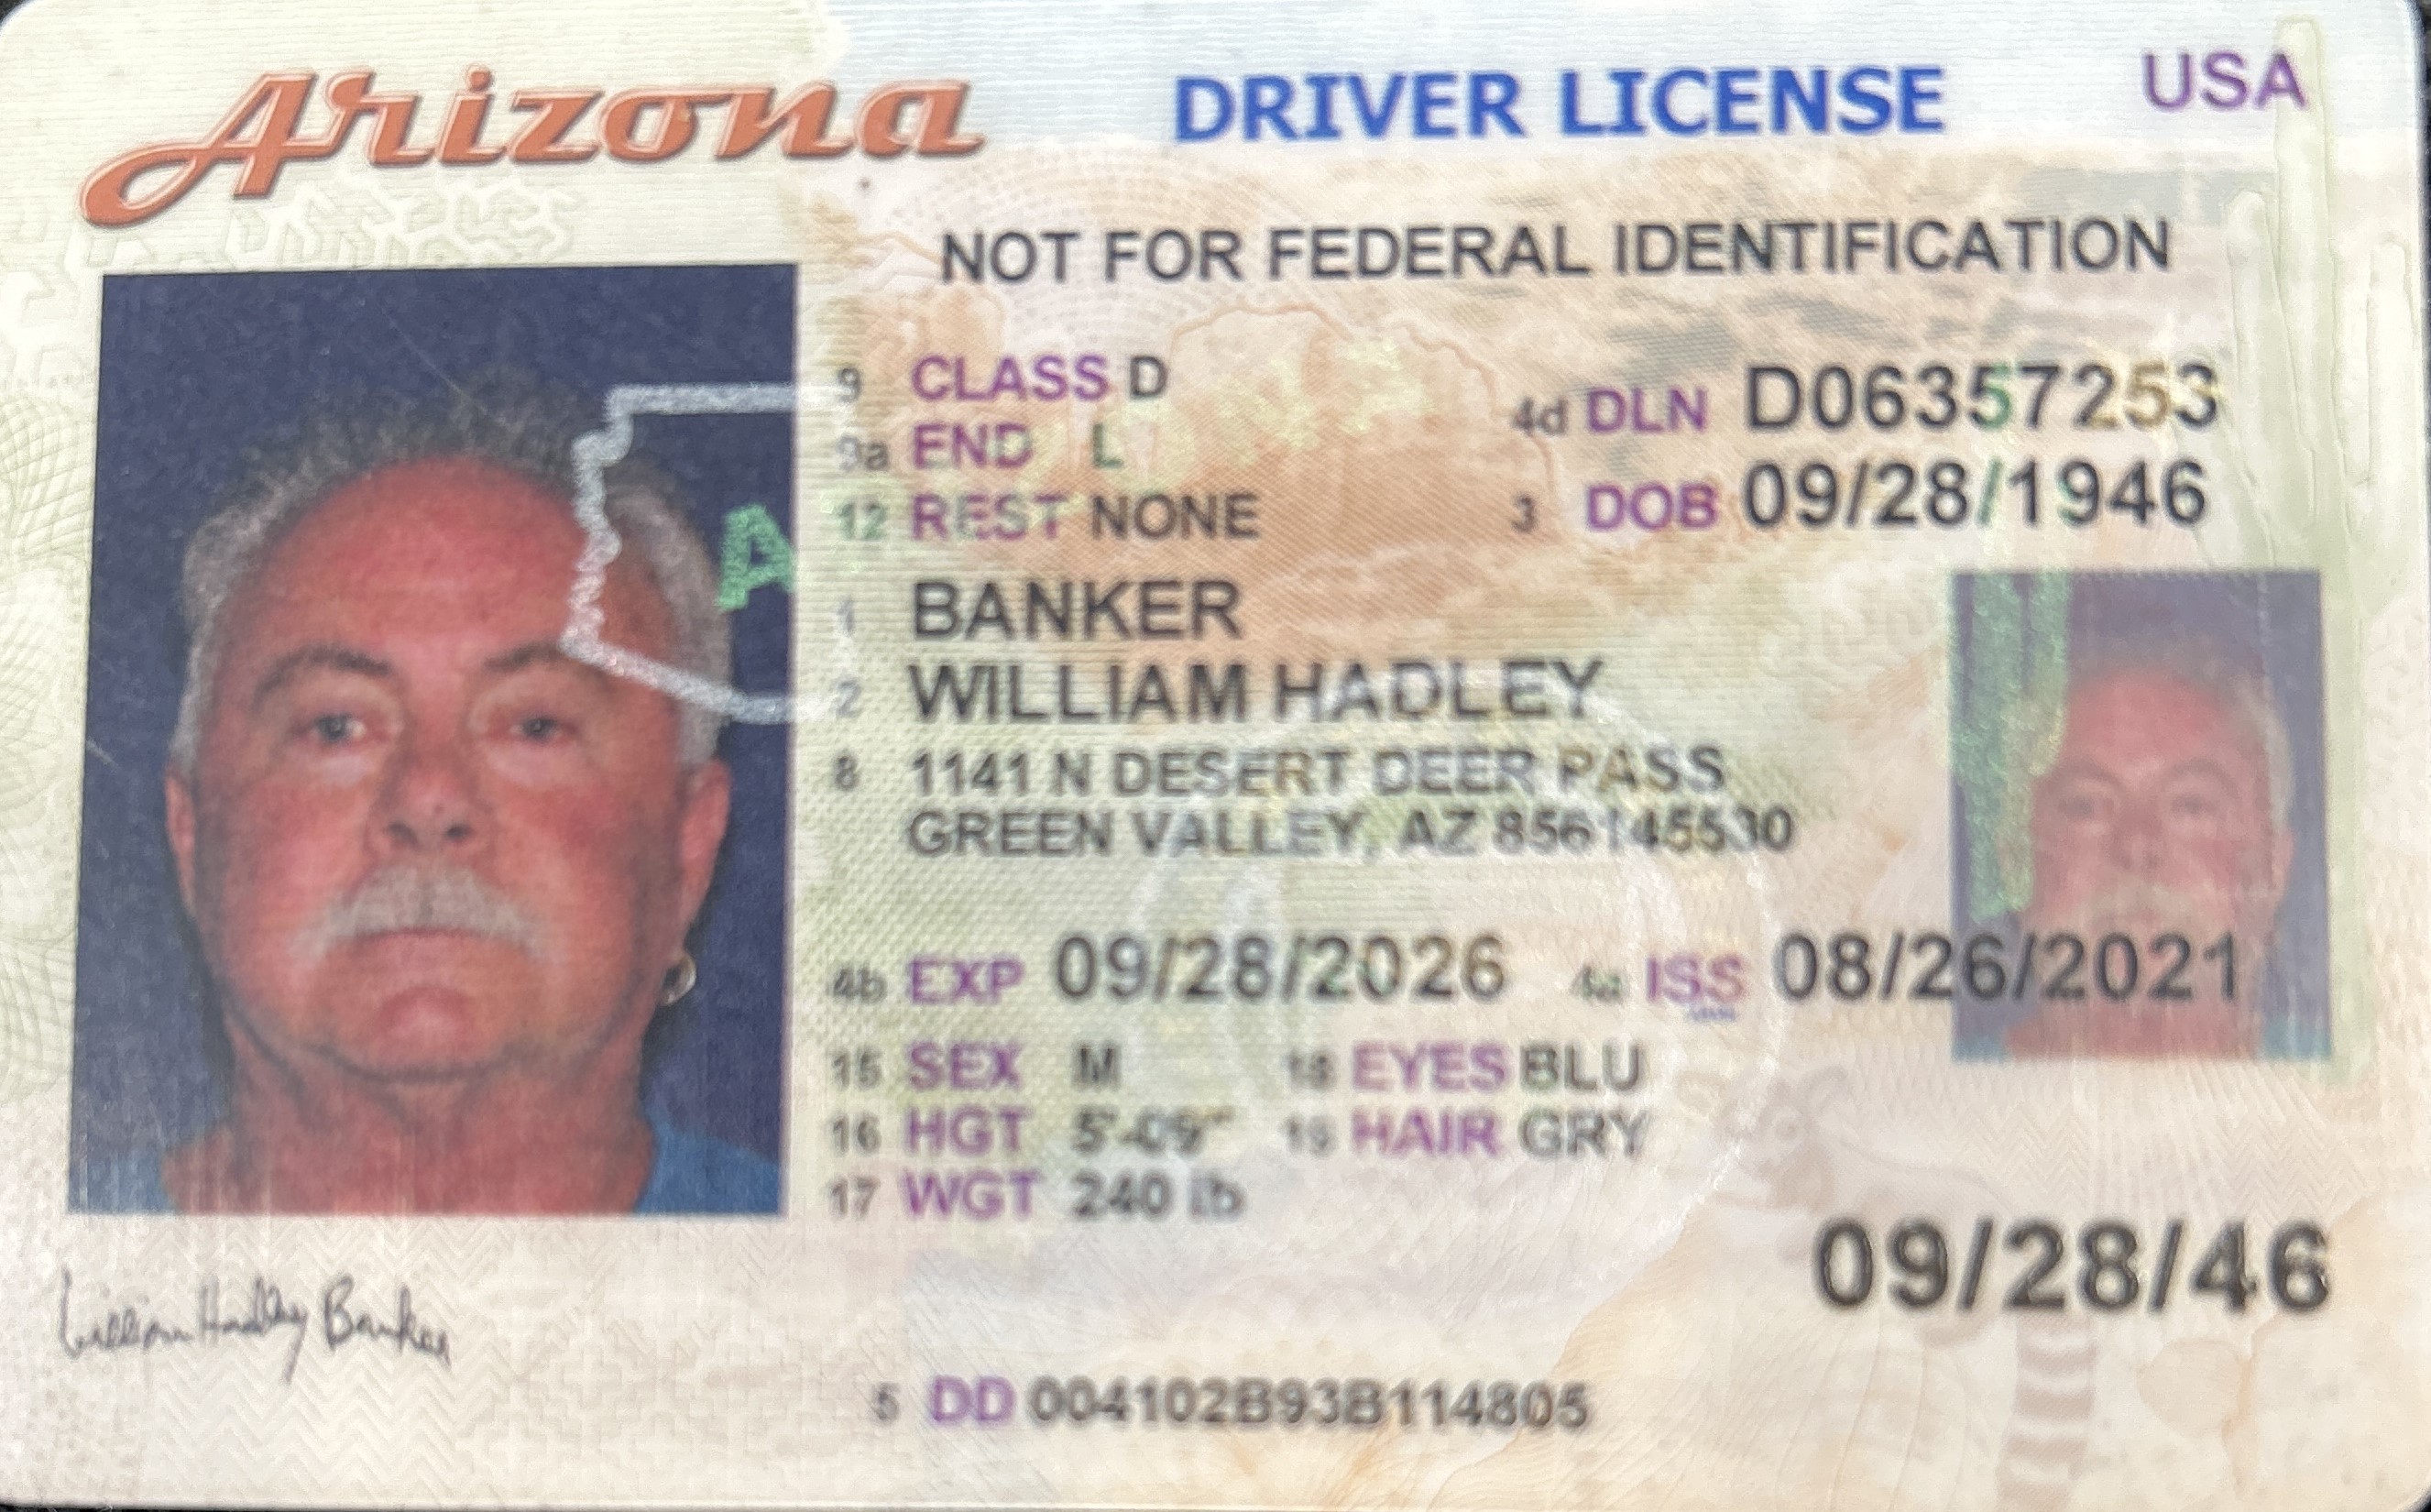 Arizona DRIVER LICENSE USA
NOT FOR FEDERAL IDENTIFICATION
9 CLASS D
9a END L
12 REST NONE
4d DLN D06357253
3 DOB 09/28/1946
1 BANKER
2 WILLIAM HADLEY
8 1141 N DESERT DEER PASS
GREEN VALLEY, AZ 856145530
4b EXP 09/28/2026 4a ISS 08/26/2021
15 SEX M 18 EYES BLU
16 HGT 5'-09" 19 HAIR GRY
17 WGT 240 lb
09/28/46
William Hadley Banker
5 DD 004102B93B114805